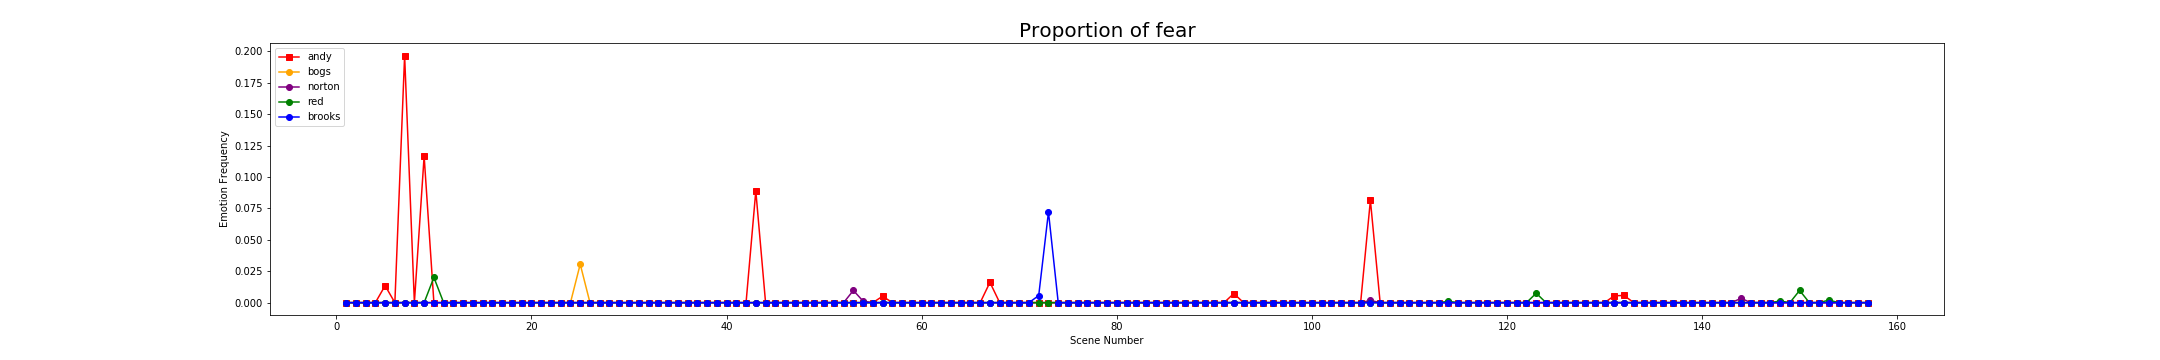 Proportion of fear
andy
bogs
norton
red
brooks
Emotion Frequency
0.200
0.175
0.150
0.125
0.100
0.075
0.050
0.025
0.000
0 20 40 60 80 100 120 140 160
Scene Number